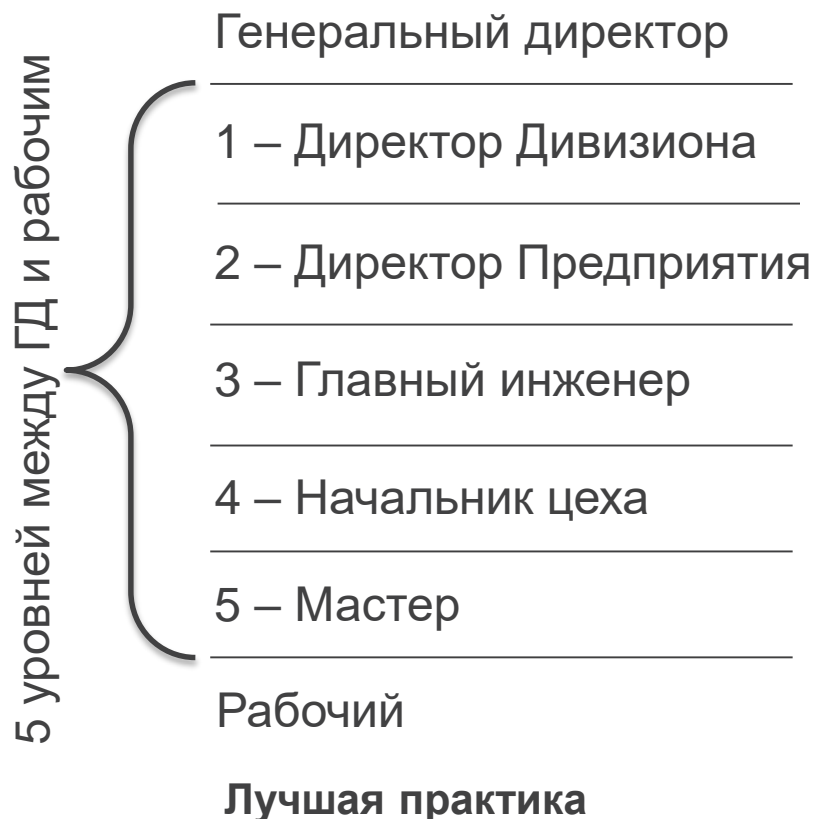 Генеральный директор
5 уровней между ГД и рабочим
1 – Директор Дивизиона
2 – Директор Предприятия
3 – Главный инженер
4 – Начальник цеха
5 – Мастер
Рабочий
Лучшая практика